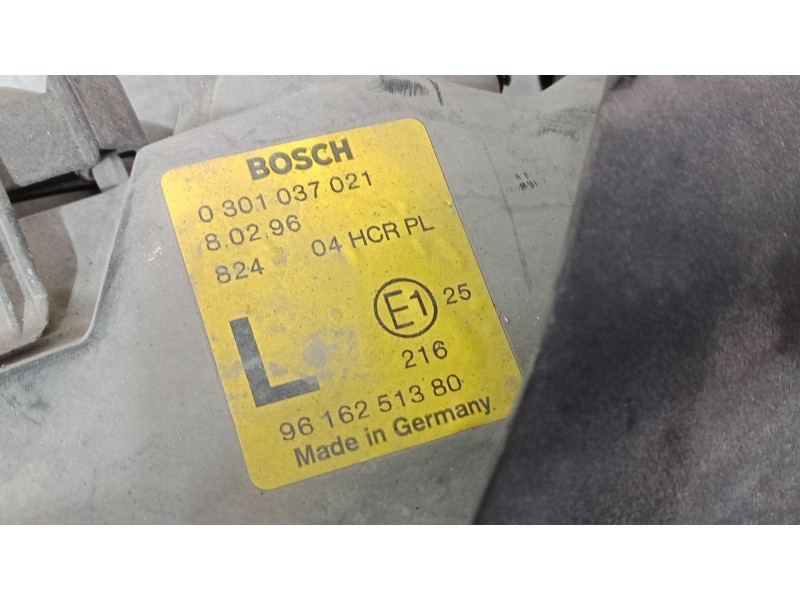 BOSCH
0 301 037 021
8.02.96
824 04 HCR PL
L E1 25
216
96 162 513 80
Made in Germany